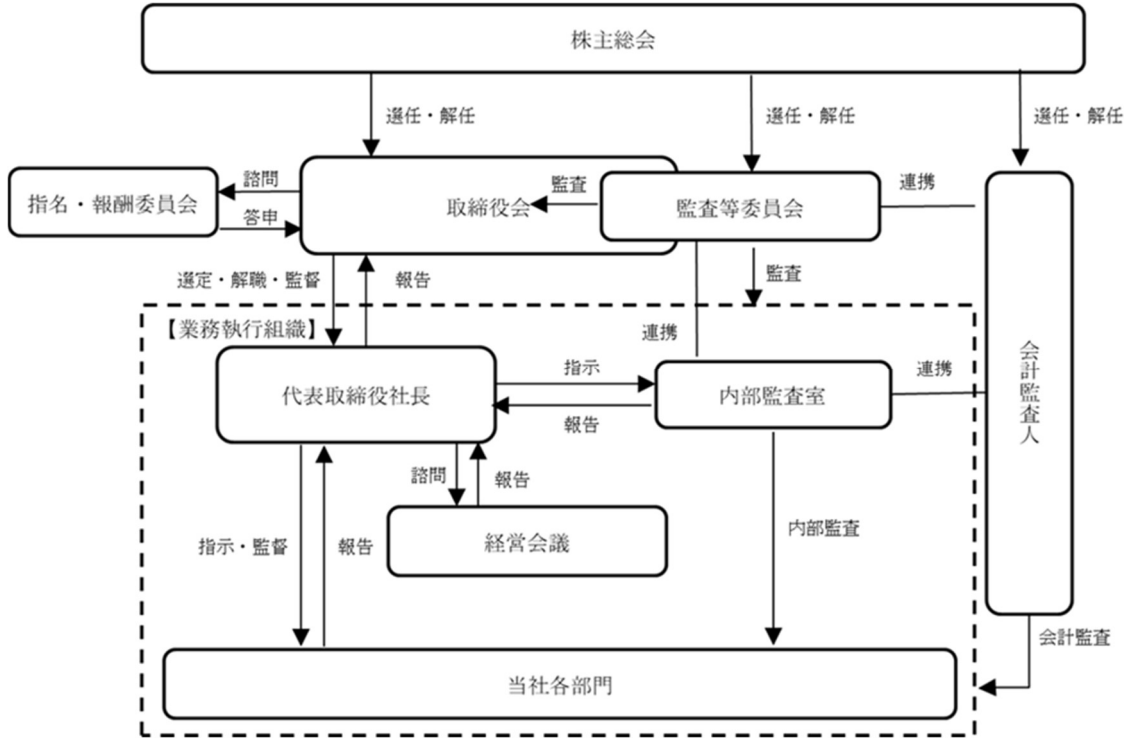 株主総会
選任・解任
選任・解任
選任・解任
指名・報酬委員会
諮問
答申
取締役会
監査
監査等委員会
連携
選定・解職・監督
報告
監査
【業務執行組織】
連携
代表取締役社長
指示
報告
内部監査室
連携
会計監査人
諮問
報告
経営会議
指示・監督
報告
内部監査
会計監査
当社各部門